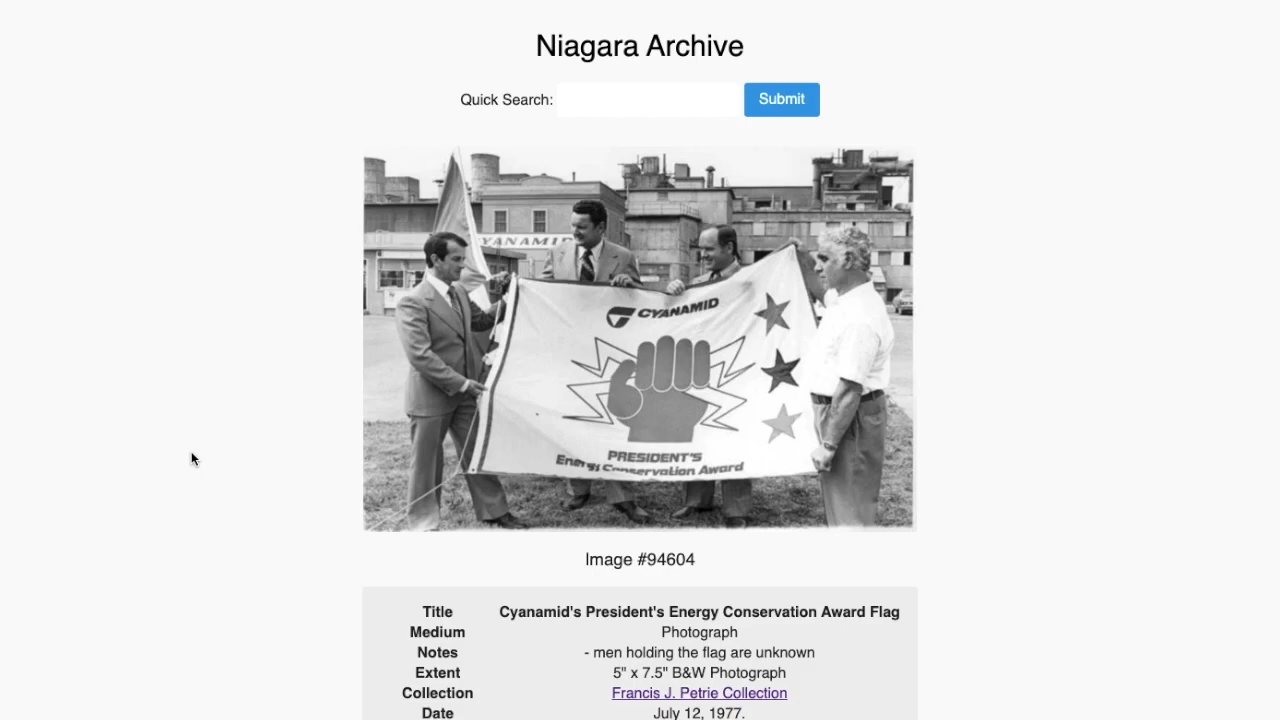 Niagara Archive
Quick Search:
Submit
YANAMID
CYANAMID
PRESIDENT'S
Energy Conservation Award
Image #94604
Title Cyanamid's President's Energy Conservation Award Flag
Medium Photograph
Notes - men holding the flag are unknown
Extent 5" x 7.5" B&W Photograph
Collection Francis J. Petrie Collection
Date July 12, 1977.